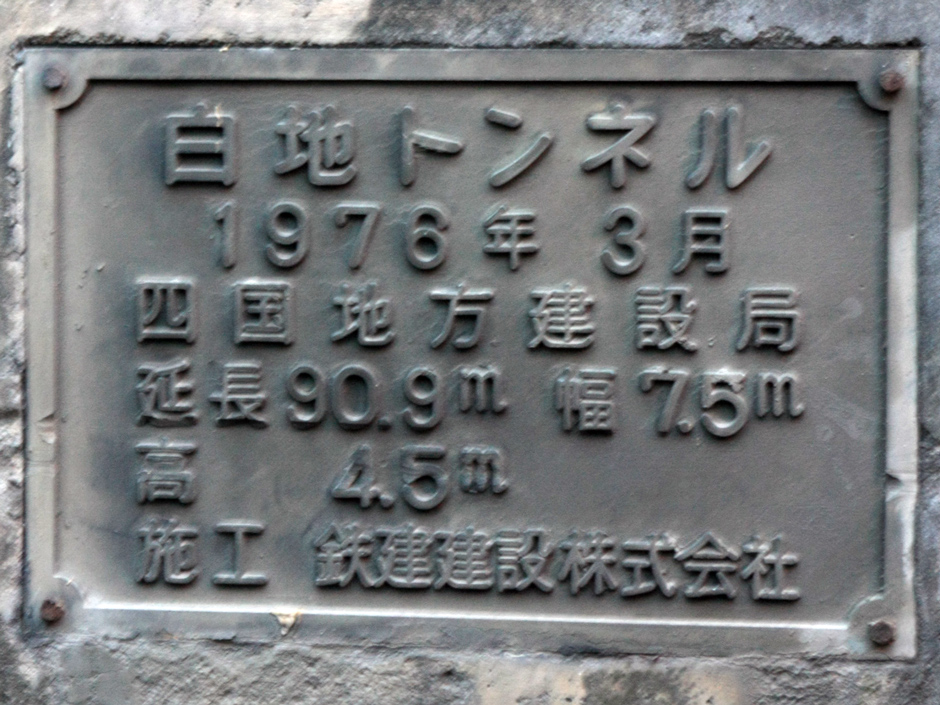 白地トンネル
1976年 3月
四国地方建設局
延長90.9m 幅 7.5m
高 4.5m
施工 鉄建建設株式会社